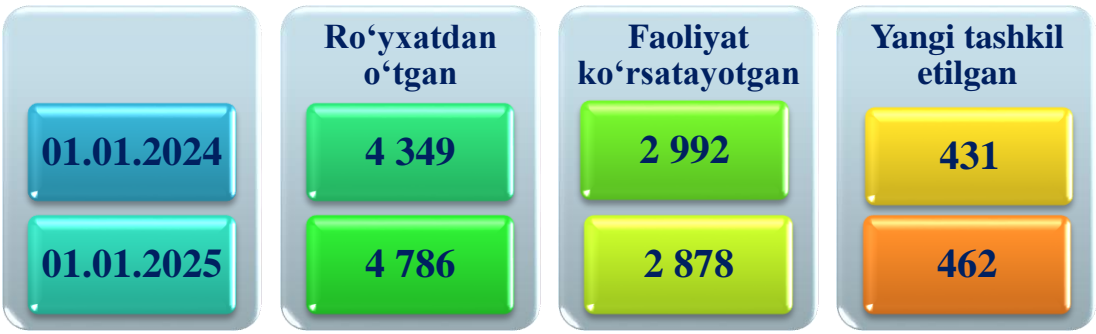 Ro‘yxatdan
o‘tgan
Faoliyat
ko‘rsatayotgan
Yangi tashkil
etilgan
01.01.2024
4 349
2 992
431
01.01.2025
4 786
2 878
462